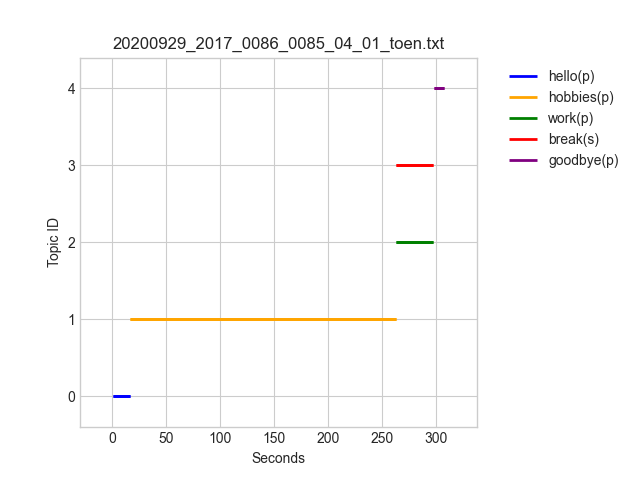 20200929_2017_0086_0085_04_01_toen.txt
hello(p)
hobbies(p)
work(p)
break(s)
goodbye(p)
Topic ID
4
3
2
1
0
0 50 100 150 200 250 300
Seconds